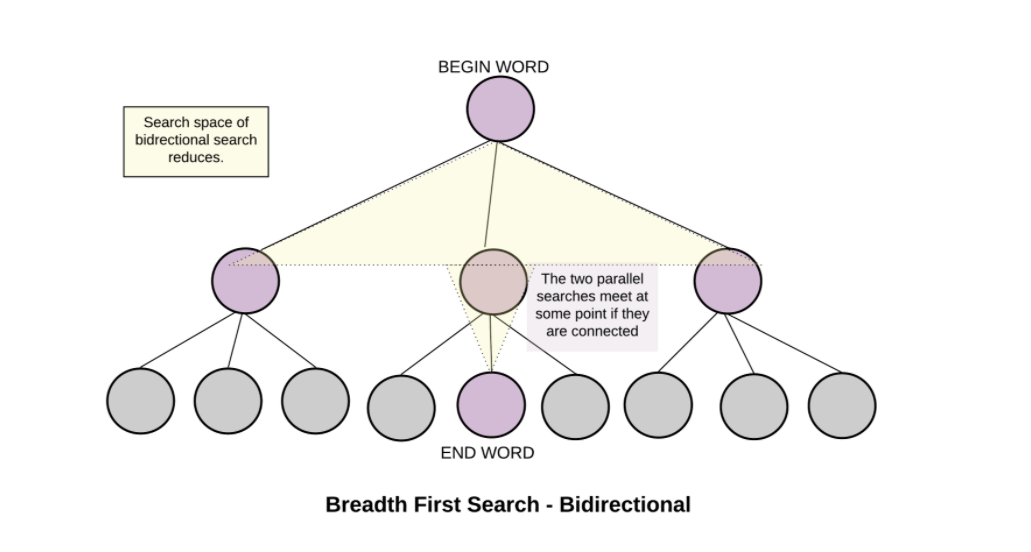 BEGIN WORD
Search space of
bidrectional search
reduces.
The two parallel
searches meet at
some point if they
are connected
END WORD
Breadth First Search - Bidirectional